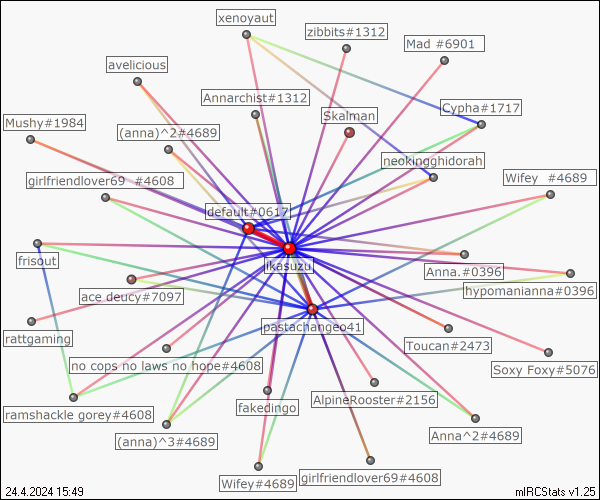 xenoyaut
zibbits#1312
Mad #6901
avelicious
Annarchist#1312
Cypha#1717
Skalman
Mushy#1984
(anna)^2#4689
neokingghidorah
girlfriendlover69 #4608
Wifey #4689
default#0617
frisout
ikasuzu
Anna.#0396
hypomanianna#0396
ace deucy#7097
pastachangeo41
rattgaming
Toucan#2473
no cops no laws no hope#4608
Soxy Foxy#5076
ramshackle gorey#4608
fakedingo
AlpineRooster#2156
(anna)^3#4689
Anna^2#4689
Wifey#4689
girlfriendlover69#4608
24.4.2024 15:49
mIRCStats v1.25